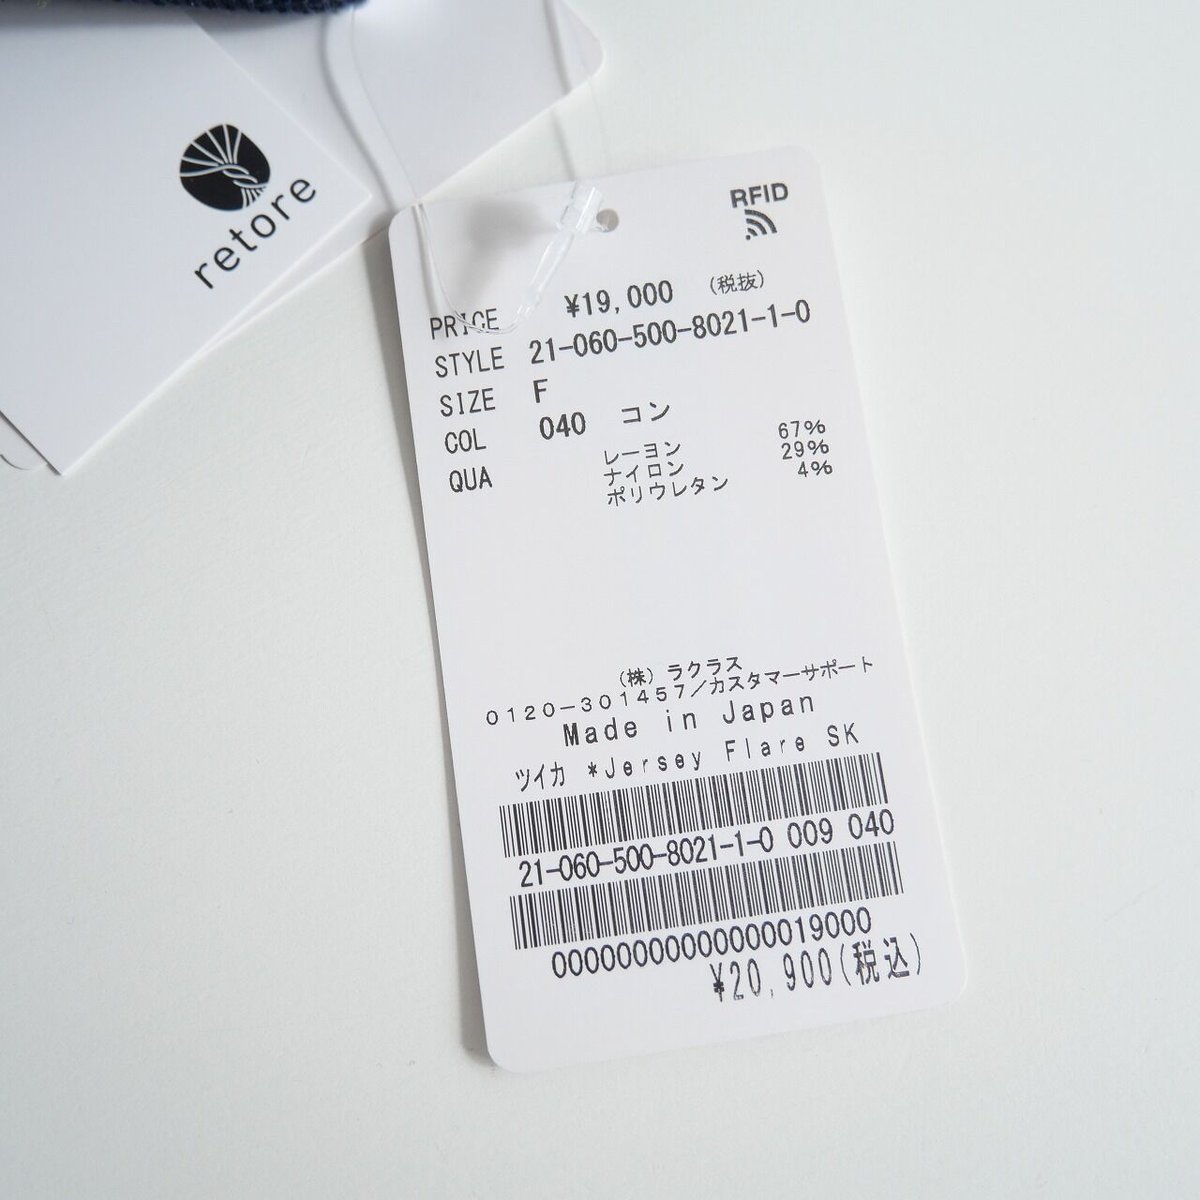 retore
RFID
PRICE ¥19,000 (税抜)
STYLE 21-060-500-8021-1-0
SIZE F
COL 040 コン
QUA レーヨン 67%
ナイロン 29%
ポリウレタン 4%
(株) ラクラス
0120-301457/カスタマーサポート
Made in Japan
ツイカ *Jersey Flare SK
21-060-500-8021-1-0 009 040
0000000000000019000
¥20,900(税込)